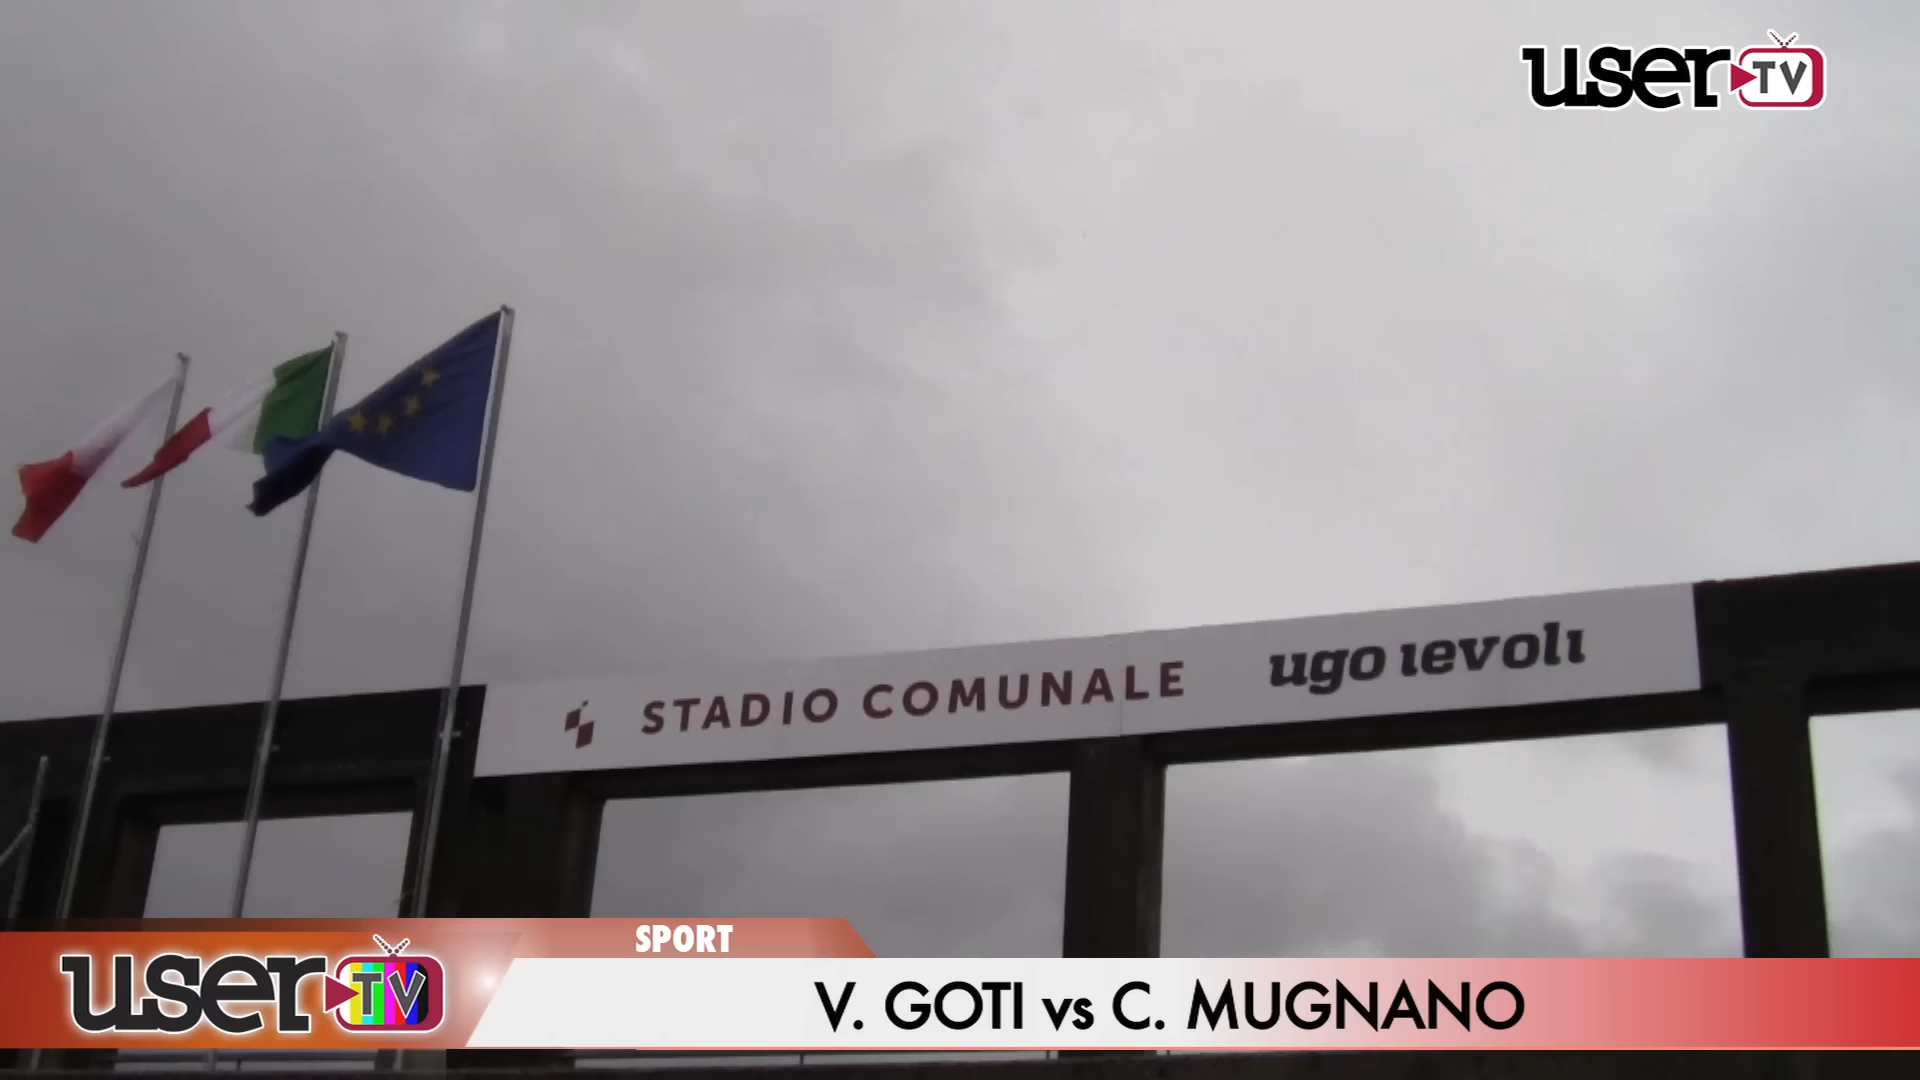 user TV
STADIO COMUNALE ugo ievoli
SPORT
user TV
V. GOTI vs C. MUGNANO